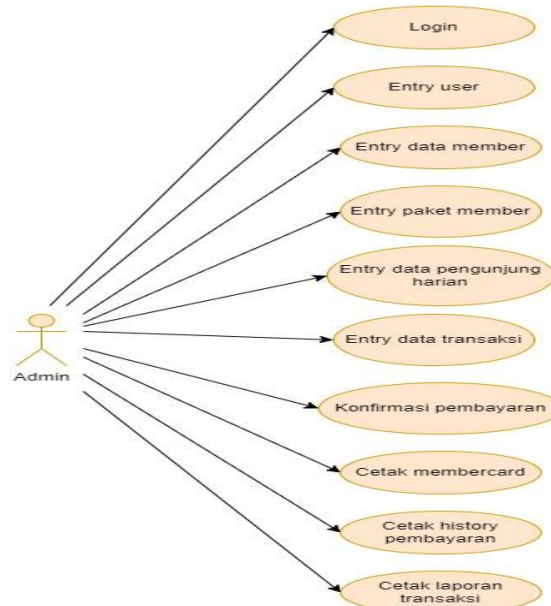 Login
Entry user
Entry data member
Entry paket member
Entry data pengunjung
harian
Entry data transaksi
Admin
Konfirmasi pembayaran
Cetak membercard
Cetak history
pembayaran
Cetak laporan
transaksi